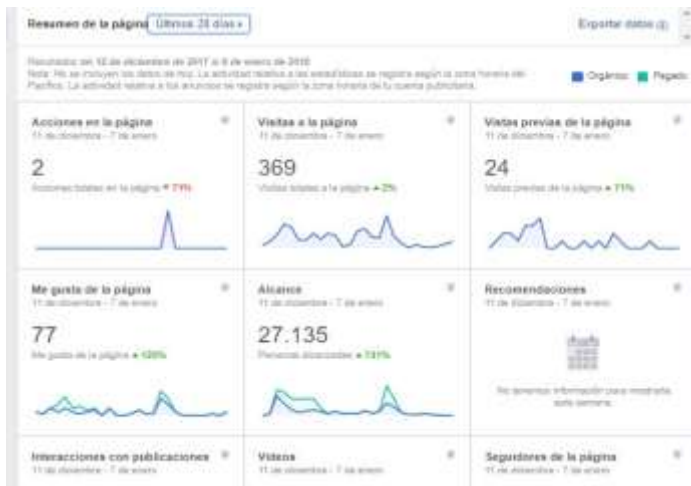 Resumen de la página Últimos 28 días
Exportar datos
Resultados del 12 de diciembre de 2017 al 8 de enero de 2018
Nota: No se incluyen los datos de hoy. La actividad relativa a las estadísticas se registra según la zona horaria del
Pacífico. La actividad relativa a los anuncios se registra según la zona horaria de tu cuenta publicitaria.
Orgánico Pagado
Acciones en la página
11 de diciembre - 7 de enero
2
Acciones totales en la página 71%
Visitas a la página
11 de diciembre - 7 de enero
369
Visitas totales a la página
Vistas previas de la página
11 de diciembre - 7 de enero
24
Vistas previas de la página 71%
Me gusta de la página
11 de diciembre - 7 de enero
77
Me gusta de la página
Alcance
11 de diciembre - 7 de enero
27.135
Personas alcanzadas
Recomendaciones
11 de diciembre - 7 de enero
No tenemos información para mostrarte
esta semana.
Interacciones con publicaciones
11 de diciembre - 7 de enero
Vídeos
11 de diciembre - 7 de enero
Seguidores de la página
11 de diciembre - 7 de enero